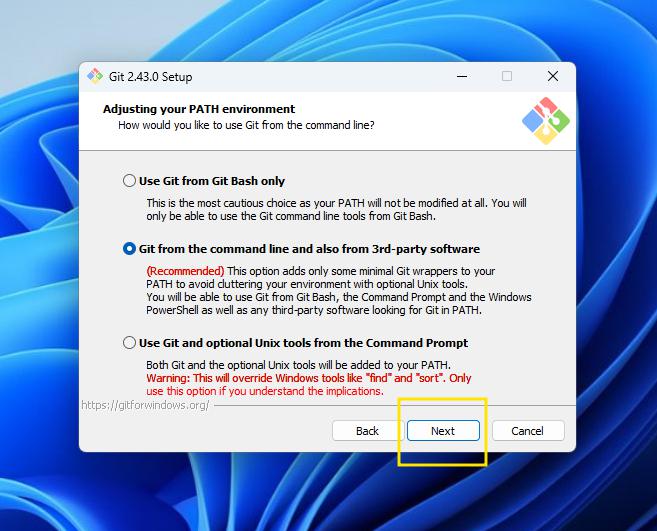 Git 2.43.0 Setup
Adjusting your PATH environment
How would you like to use Git from the command line?
Use Git from Git Bash only
This is the most cautious choice as your PATH will not be modified at all. You will
only be able to use the Git command line tools from Git Bash.
Git from the command line and also from 3rd-party software
(Recommended) This option adds only some minimal Git wrappers to your
PATH to avoid cluttering your environment with optional Unix tools.
You will be able to use Git from Git Bash, the Command Prompt and the Windows
PowerShell as well as any third-party software looking for Git in PATH.
Use Git and optional Unix tools from the Command Prompt
Both Git and the optional Unix tools will be added to your PATH.
Warning: This will override Windows tools like "find" and "sort". Only
use this option if you understand the implications.
https://gitforwindows.org/
Back
Next
Cancel